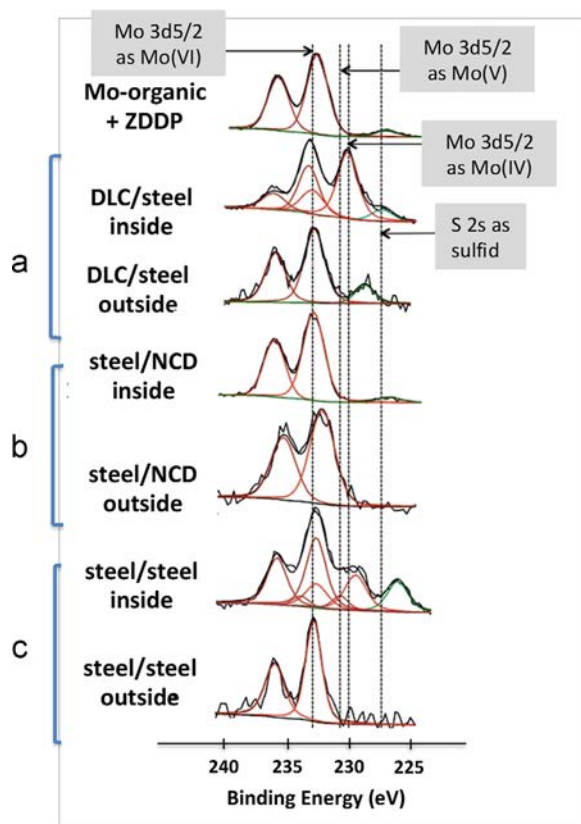 Mo 3d5/2
as Mo(VI)
Mo 3d5/2
as Mo(V)
Mo-organic
+ ZDDP
Mo 3d5/2
as Mo(IV)
a
DLC/steel
inside
S 2s as
sulfid
DLC/steel
outside
b
steel/NCD
inside
steel/NCD
outside
c
steel/steel
inside
steel/steel
outside
240 235 230 225
Binding Energy (eV)